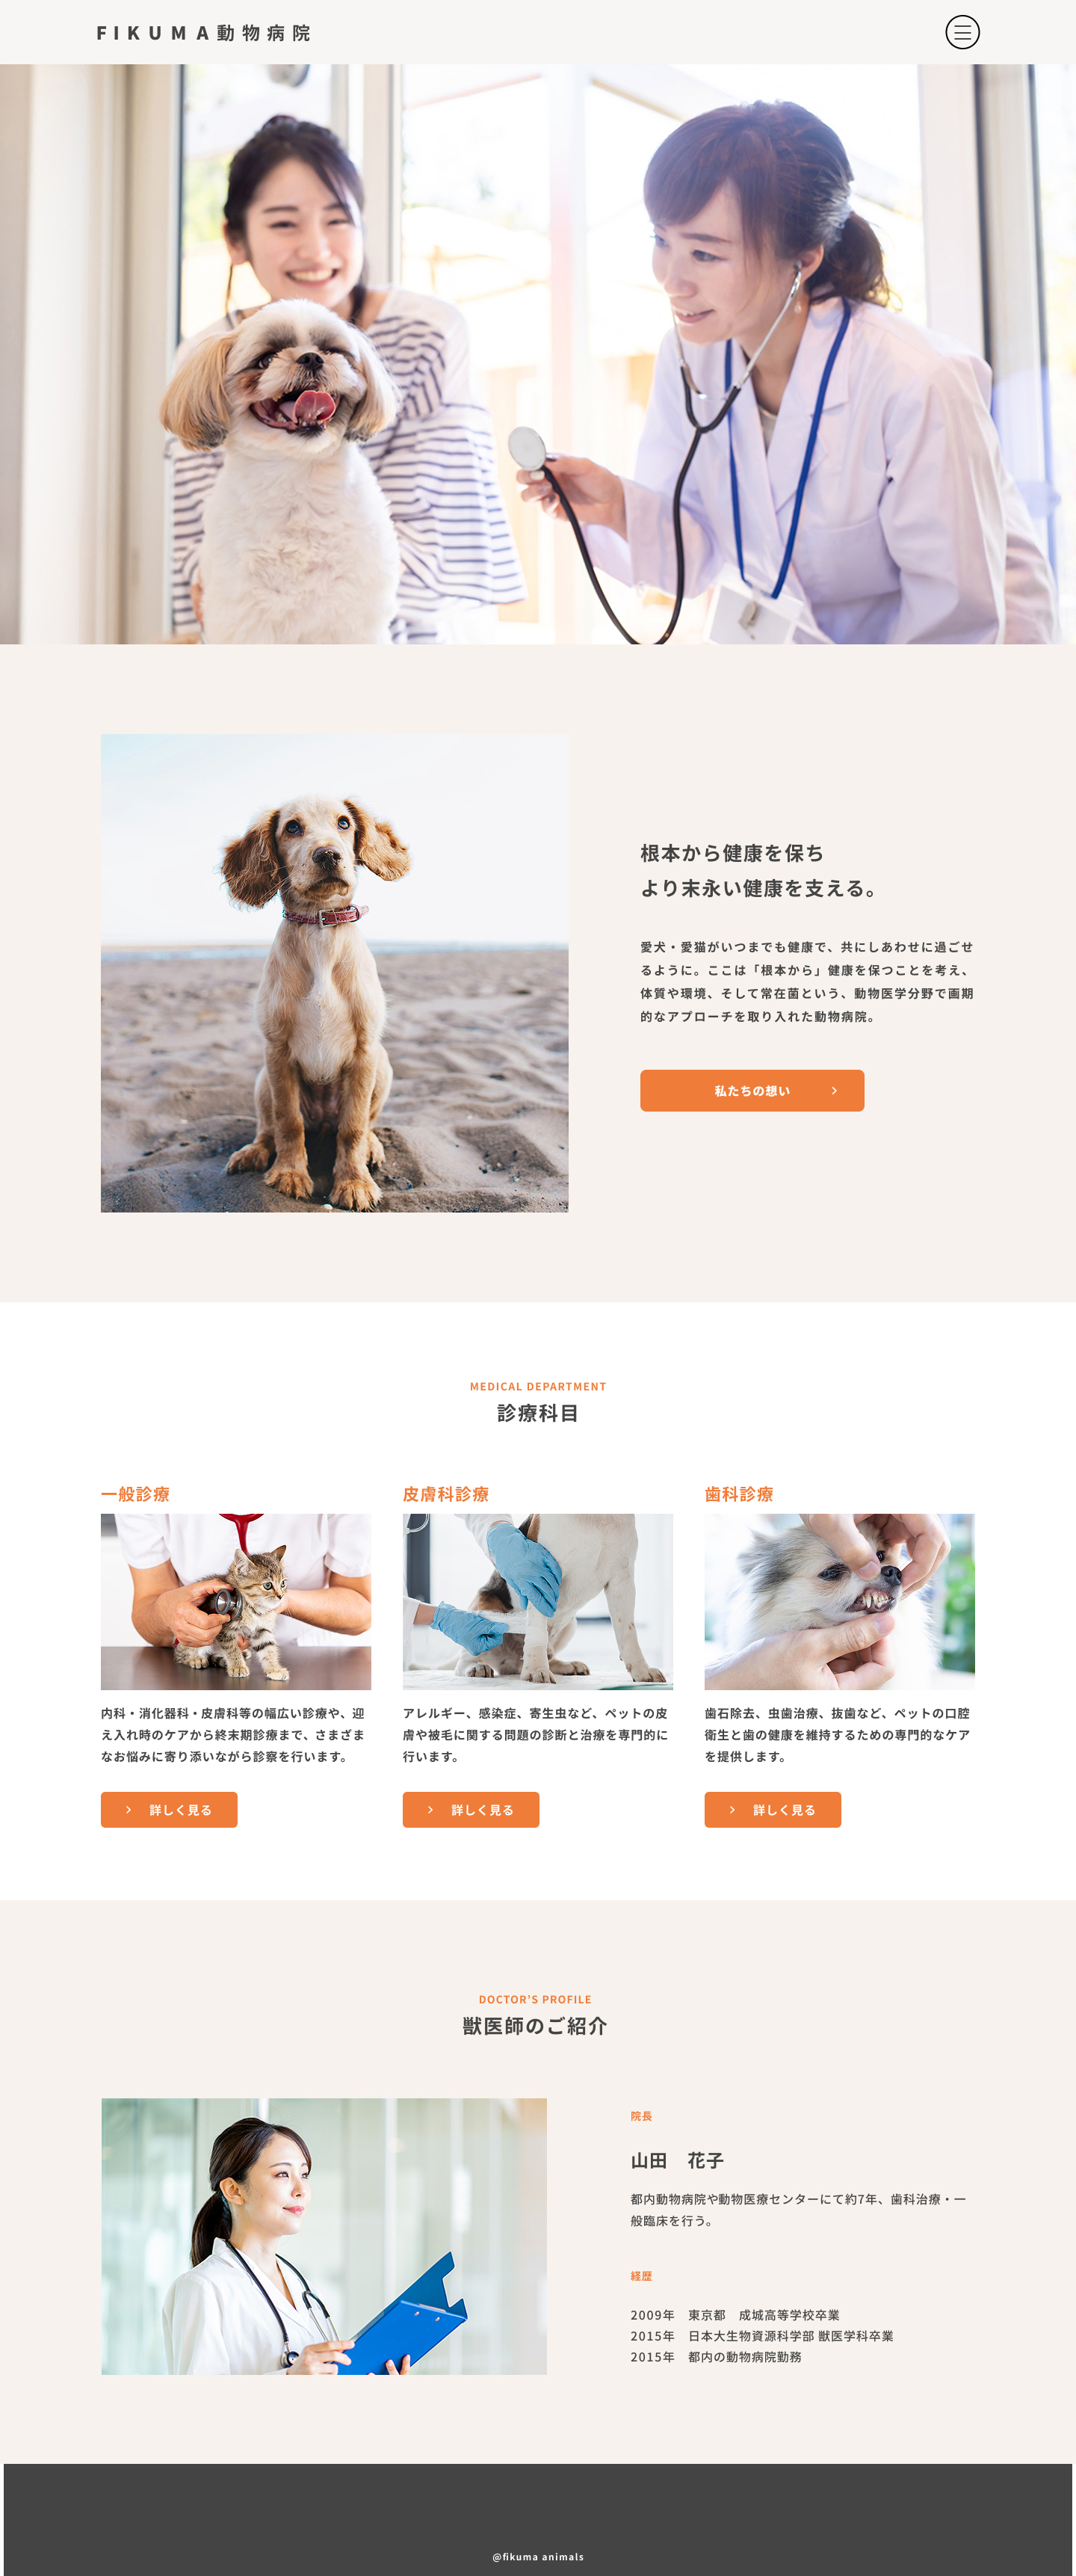 FIKUMA動物病院
根本から健康を保ち
より末永い健康を支える。
愛犬・愛猫がいつまでも健康で、共にしあわせに過ごせ
るように。ここは「根本から」健康を保つことを考え、
体質や環境、そして常在菌という、動物医学分野で画期
的なアプローチを取り入れた動物病院。
私たちの想い
MEDICAL DEPARTMENT
診療科目
一般診療
内科・消化器科・皮膚科等の幅広い診療や、迎
え入れ時のケアから終末期診療まで、さまざま
なお悩みに寄り添いながら診察を行います。
詳しく見る
皮膚科診療
アレルギー、感染症、寄生虫など、ペットの皮
膚や被毛に関する問題の診断と治療を専門的に
行います。
詳しく見る
歯科診療
歯石除去、虫歯治療、抜歯など、ペットの口腔
衛生と歯の健康を維持するための専門的なケア
を提供します。
詳しく見る
DOCTOR'S PROFILE
獣医師のご紹介
院長
山田　花子
都内動物病院や動物医療センターにて約7年、歯科治療・一
般臨床を行う。
経歴
2009年　東京都　成城高等学校卒業
2015年　日本大生物資源科学部 獣医学科卒業
2015年　都内の動物病院勤務
@fikuma animals